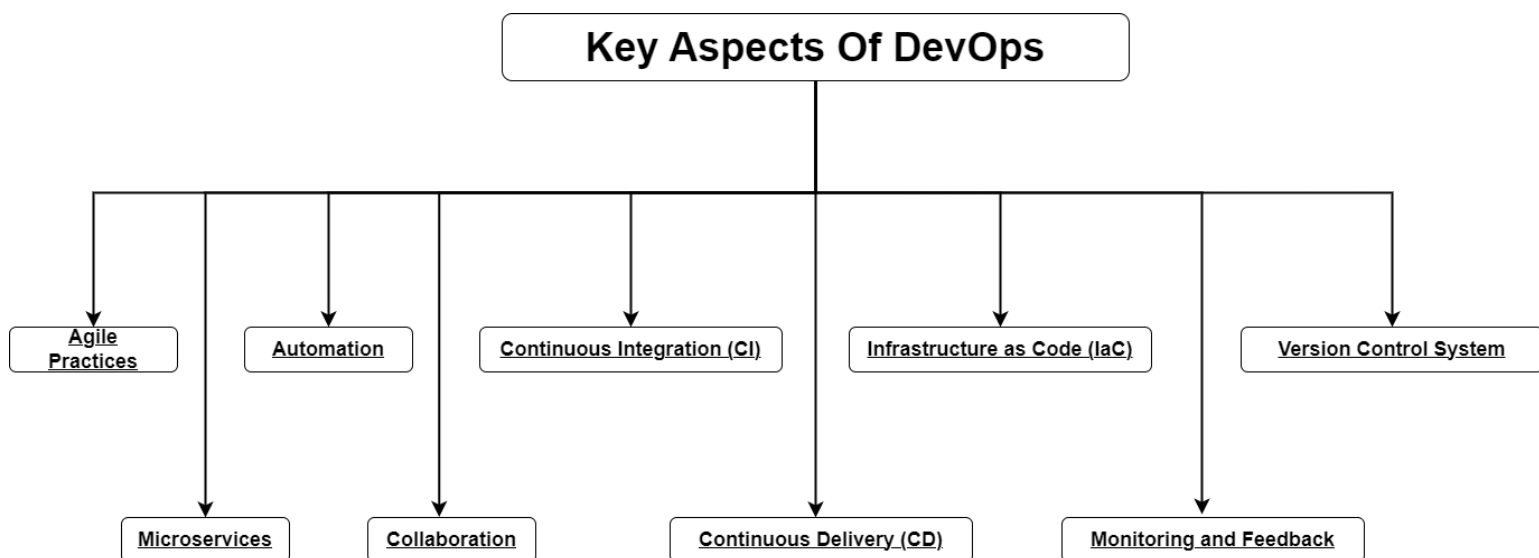 Key Aspects Of DevOps
Agile
Practices
Automation
Continuous Integration (CI)
Infrastructure as Code (IaC)
Version Control System
Microservices
Collaboration
Continuous Delivery (CD)
Monitoring and Feedback